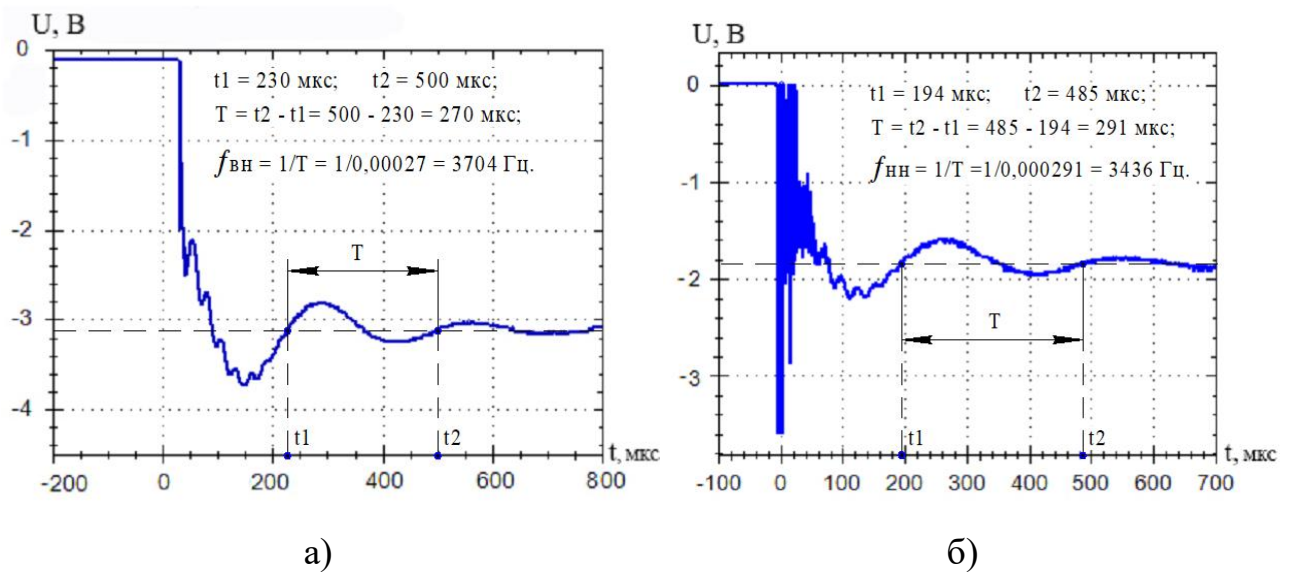 U, В
0
-1
-2
-3
-4
t1 = 230 мкс; t2 = 500 мкс;
T = t2 - t1= 500 - 230 = 270 мкс;
fвн = 1/T = 1/0,00027 = 3704 Гц.
T
t1 t2
t, мкс
-200 0 200 400 600 800
а)
U, В
0
-1
-2
-3
t1 = 194 мкс; t2 = 485 мкс;
T = t2 - t1 = 485 - 194 = 291 мкс;
fнн = 1/T =1/0,000291 = 3436 Гц.
T
t1 t2
t, мкс
-100 0 100 200 300 400 500 600 700
б)